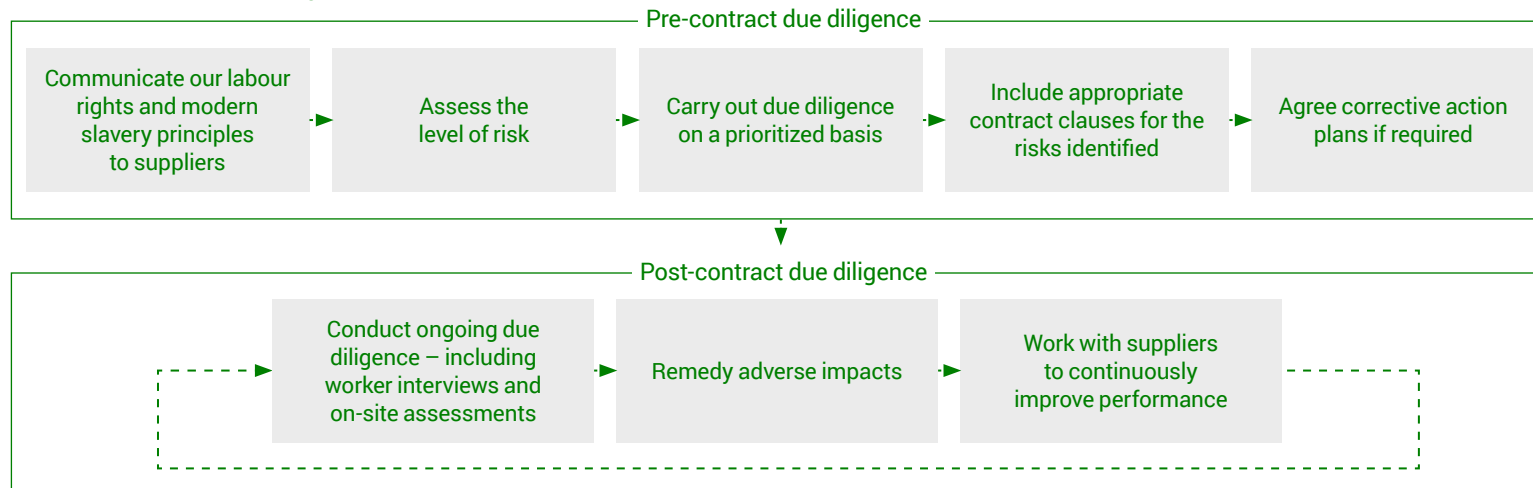 Pre-contract due diligence
Communicate our labour
rights and modern
slavery principles
to suppliers
Assess the
level of risk
Carry out due diligence
on a prioritized basis
Include appropriate
contract clauses for the
risks identified
Agree corrective action
plans if required
Post-contract due diligence
Conduct ongoing due
diligence – including
worker interviews and
on-site assessments
Remedy adverse impacts
Work with suppliers
to continuously
improve performance